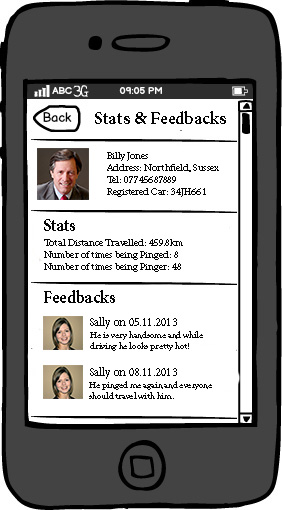 ABC 3G 09:05 PM
Back Stats & Feedbacks
Billy Jones
Address: Northfield, Sussex
Tel: 07745687889
Registered Car: 34JH661
Stats
Total Distance Travelled: 459.8km
Number of times being Pinged: 8
Number of times being Pinger: 48
Feedbacks
Sally on 05.11.2013
He is very handsome and while
driving he looks pretty hot!
Sally on 08.11.2013
He pinged me again,and everyone
should travel with him.